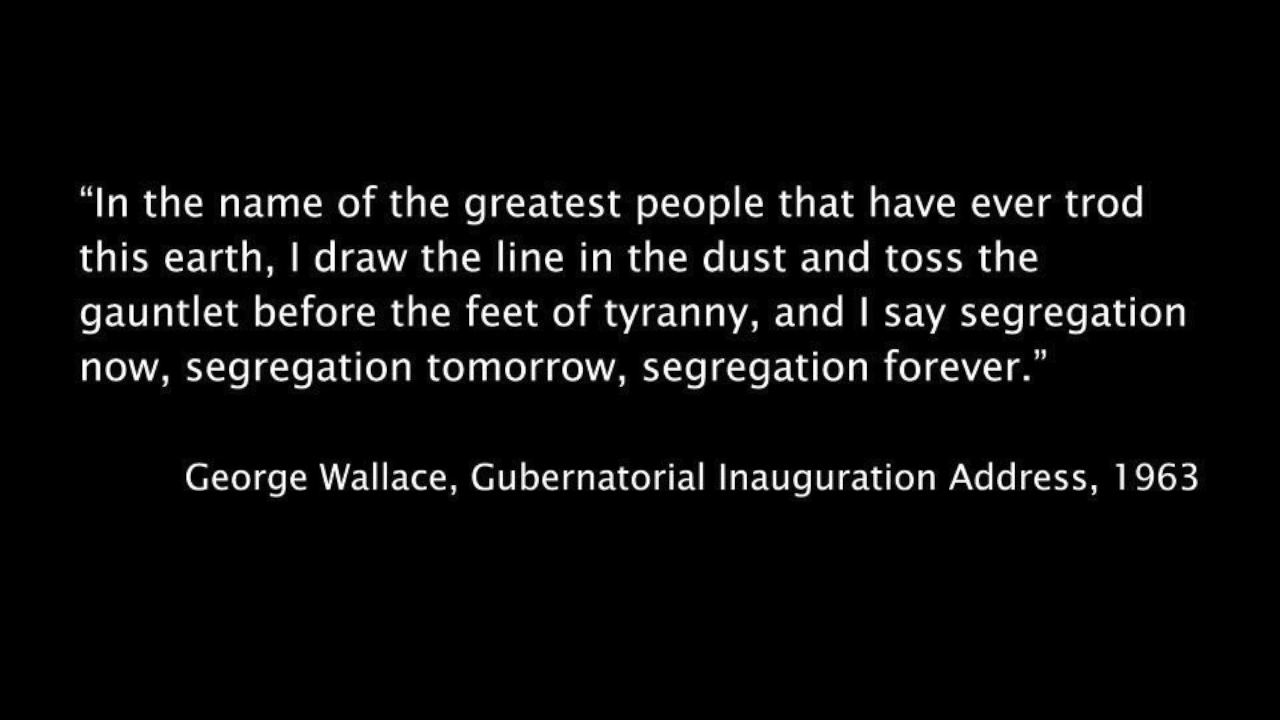 “In the name of the greatest people that have ever trod
this earth, I draw the line in the dust and toss the
gauntlet before the feet of tyranny, and I say segregation
now, segregation tomorrow, segregation forever.”
George Wallace, Gubernatorial Inauguration Address, 1963